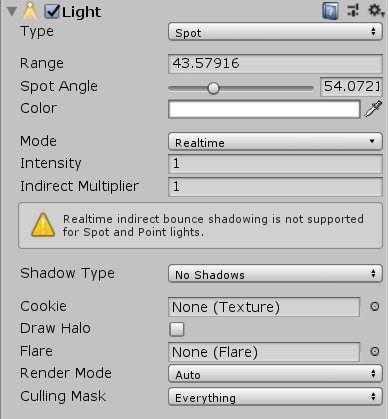 Light
Type Spot
Range 43.57916
Spot Angle 54.0721
Color
Mode Realtime
Intensity 1
Indirect Multiplier 1
Realtime indirect bounce shadowing is not supported
for Spot and Point lights.
Shadow Type No Shadows
Cookie None (Texture)
Draw Halo
Flare None (Flare)
Render Mode Auto
Culling Mask Everything